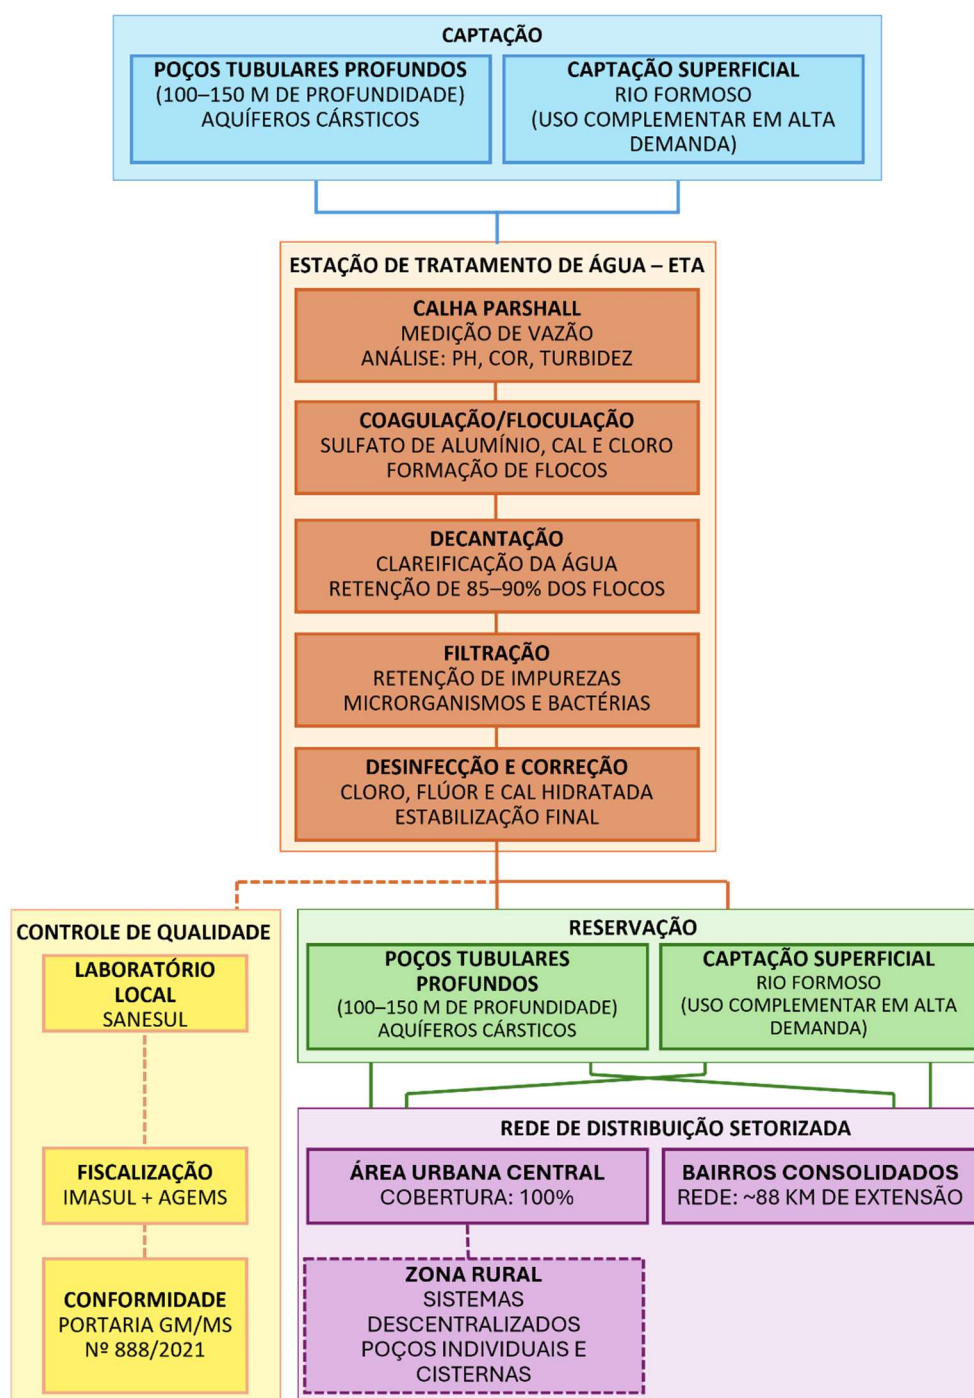 CAPTAÇÃO
POÇOS TUBULARES PROFUNDOS
(100–150 M DE PROFUNDIDADE)
AQUÍFEROS CÁRSTICOS
CAPTAÇÃO SUPERFICIAL
RIO FORMOSO
(USO COMPLEMENTAR EM ALTA
DEMANDA)
ESTAÇÃO DE TRATAMENTO DE ÁGUA – ETA
CALHA PARSHALL
MEDIÇÃO DE VAZÃO
ANÁLISE: PH, COR, TURBIDEZ
COAGULAÇÃO/FLOCULAÇÃO
SULFATO DE ALUMÍNIO, CAL E CLORO
FORMAÇÃO DE FLOCOS
DECANTAÇÃO
CLAREIFICAÇÃO DA ÁGUA
RETENÇÃO DE 85–90% DOS FLOCOS
FILTRAÇÃO
RETENÇÃO DE IMPUREZAS
MICRORGANISMOS E BACTÉRIAS
DESINFECÇÃO E CORREÇÃO
CLORO, FLÚOR E CAL HIDRATADA
ESTABILIZAÇÃO FINAL
CONTROLE DE QUALIDADE
LABORATÓRIO
LOCAL
SANESUL
FISCALIZAÇÃO
IMASUL + AGEMS
CONFORMIDADE
PORTARIA GM/MS
Nº 888/2021
RESERVAÇÃO
POÇOS TUBULARES
PROFUNDOS
(100–150 M DE PROFUNDIDADE)
AQUÍFEROS CÁRSTICOS
CAPTAÇÃO SUPERFICIAL
RIO FORMOSO
(USO COMPLEMENTAR EM ALTA
DEMANDA)
REDE DE DISTRIBUIÇÃO SETORIZADA
ÁREA URBANA CENTRAL
COBERTURA: 100%
BAIRROS CONSOLIDADOS
REDE: ~88 KM DE EXTENSÃO
ZONA RURAL
SISTEMAS
DESCENTRALIZADOS
POÇOS INDIVIDUAIS E
CISTERNAS